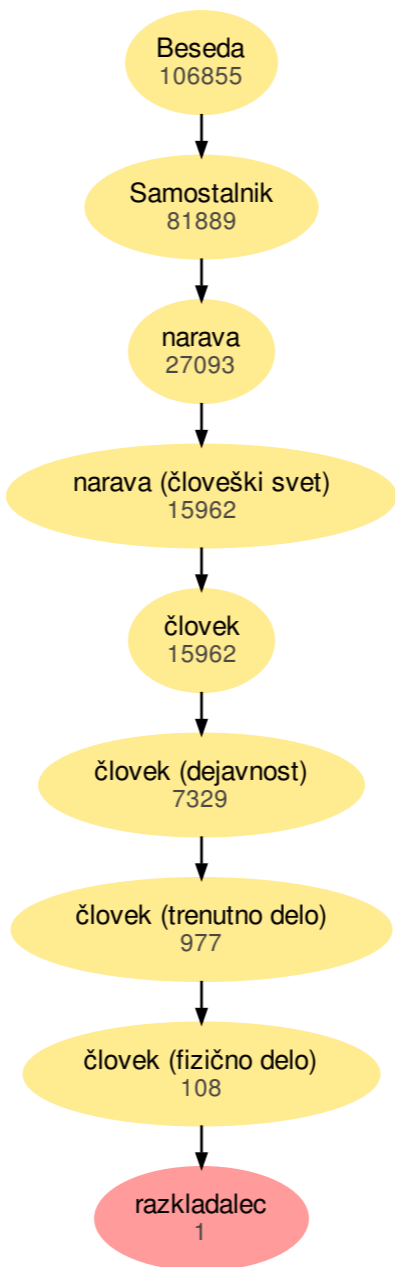 Beseda
106855
Samostalnik
81889
narava
27093
narava (človeški svet)
15962
človek
15962
človek (dejavnost)
7329
človek (trenutno delo)
977
človek (fizično delo)
108
razkladalec
1